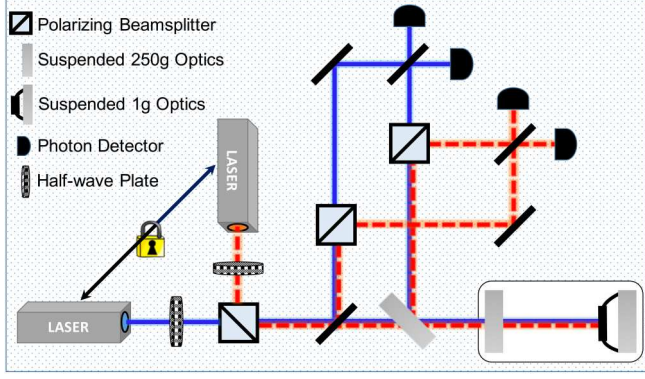 Polarizing Beamsplitter
Suspended 250g Optics
Suspended 1g Optics
Photon Detector
Half-wave Plate
LASER
LASER